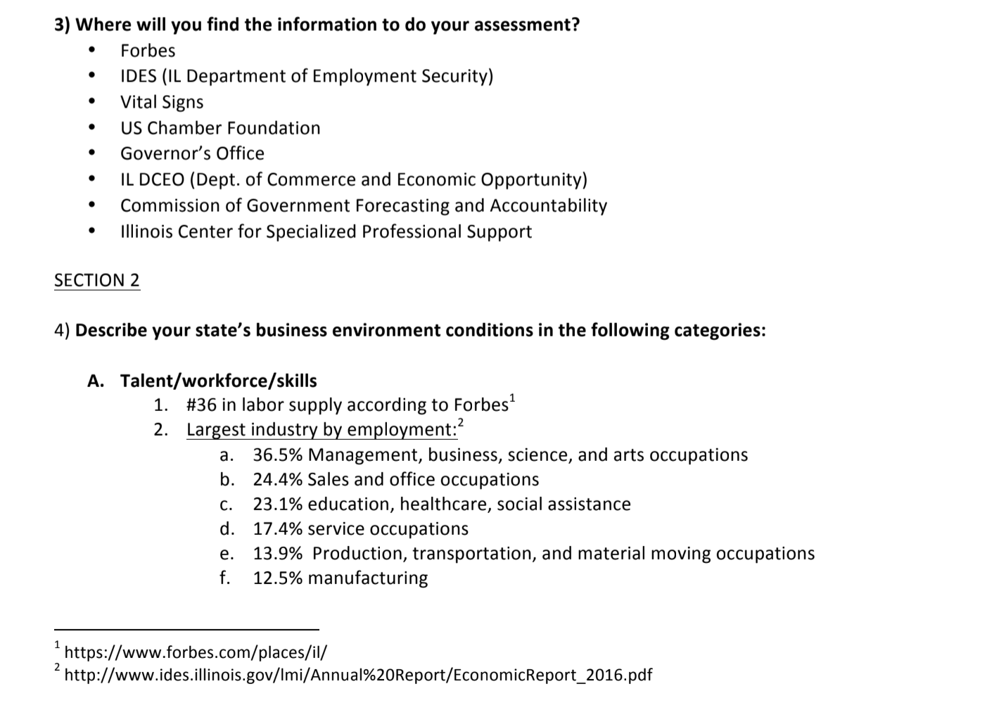 3) Where will you find the information to do your assessment?
• Forbes
• IDES (IL Department of Employment Security)
• Vital Signs
• US Chamber Foundation
• Governor’s Office
• IL DCEO (Dept. of Commerce and Economic Opportunity)
• Commission of Government Forecasting and Accountability
• Illinois Center for Specialized Professional Support
SECTION 2
4) Describe your state’s business environment conditions in the following categories:
A. Talent/workforce/skills
1. #36 in labor supply according to Forbes¹
2. Largest industry by employment:²
a. 36.5% Management, business, science, and arts occupations
b. 24.4% Sales and office occupations
c. 23.1% education, healthcare, social assistance
d. 17.4% service occupations
e. 13.9%  Production, transportation, and material moving occupations
f. 12.5% manufacturing
¹ https://www.forbes.com/places/il/
² http://www.ides.illinois.gov/lmi/Annual%20Report/EconomicReport_2016.pdf